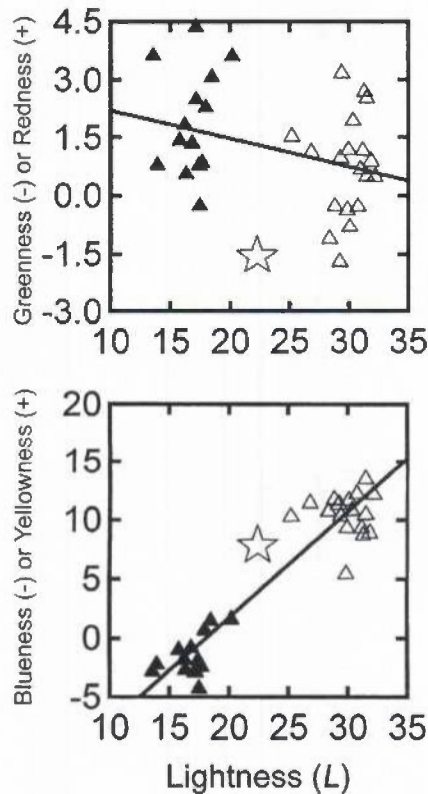 Greenness (-) or Redness (+)
4.5
3.0
1.5
0.0
-1.5
-3.0
10 15 20 25 30 35
Blueness (-) or Yellowness (+)
20
15
10
5
0
-5
10 15 20 25 30 35
Lightness (L)